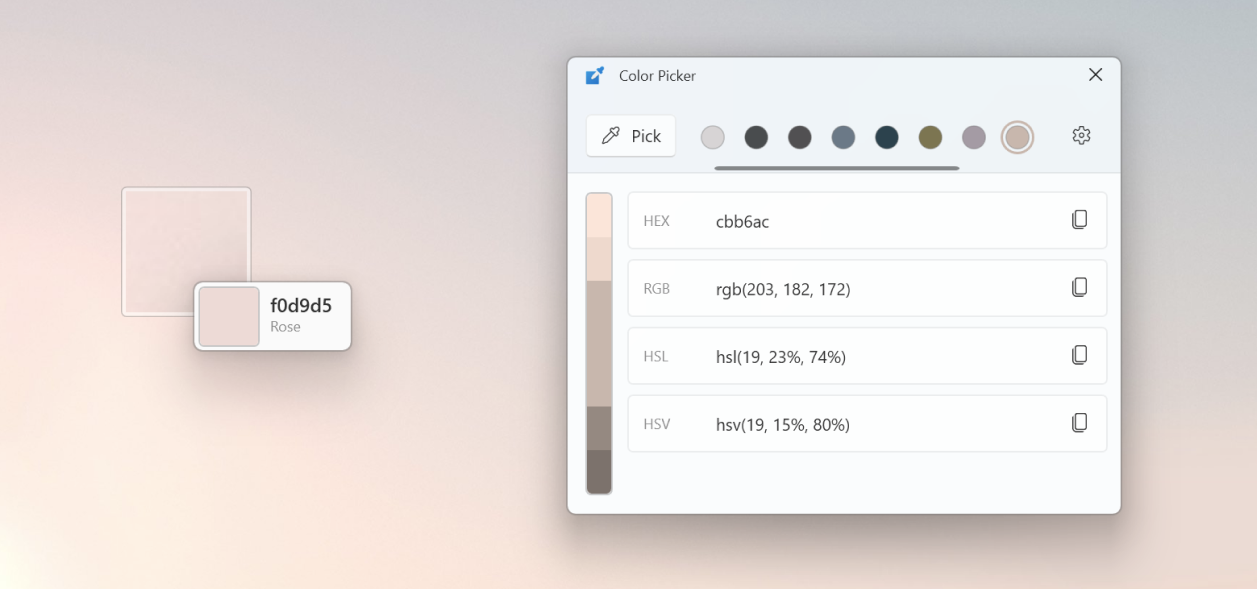 Color Picker
Pick
f0d9d5
Rose
HEX cbb6ac
RGB rgb(203, 182, 172)
HSL hsl(19, 23%, 74%)
HSV hsv(19, 15%, 80%)